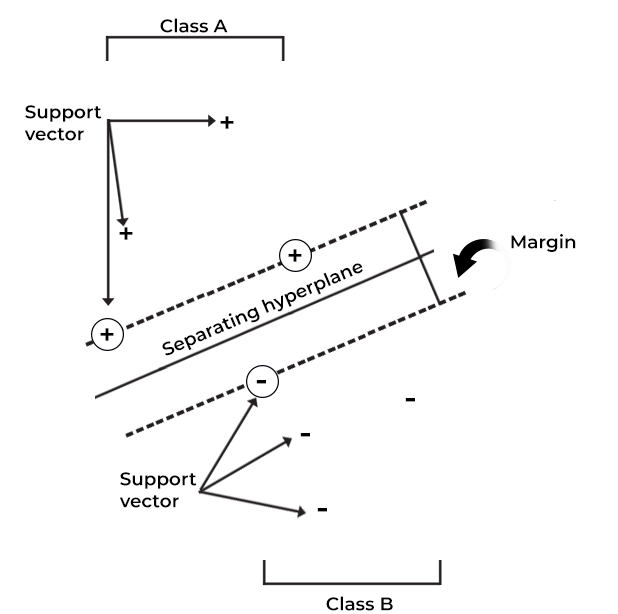 Class A
Support
vector
+
+
+
+
Margin
Separating hyperplane
-
-
-
Support
vector
-
Class B